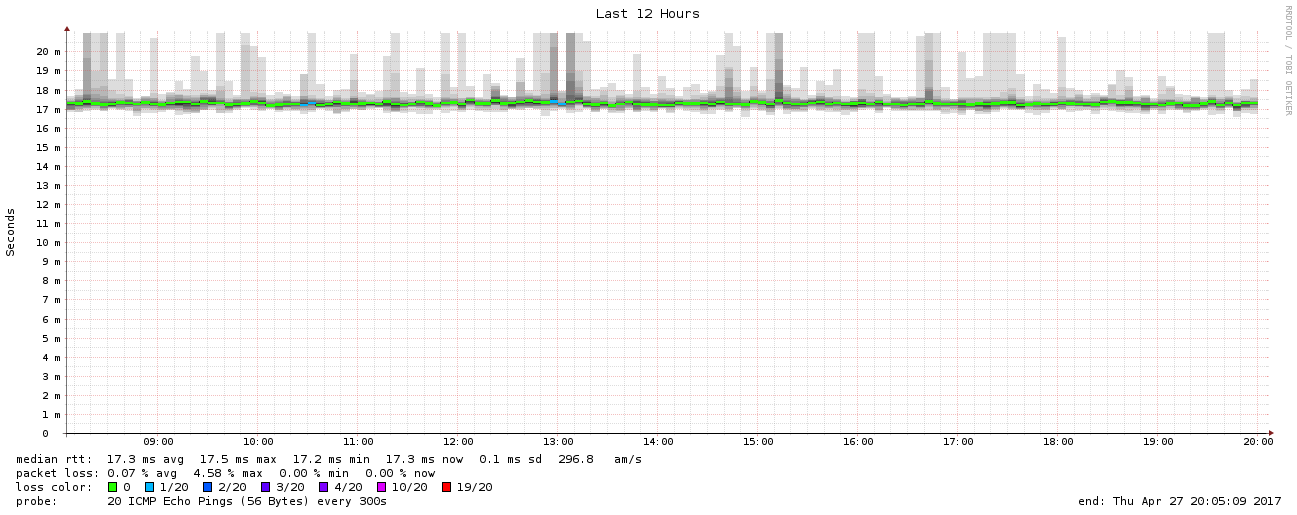 Last 12 Hours
RRDTOOL / TOBI OETIKER
Seconds
20 m
19 m
18 m
17 m
16 m
15 m
14 m
13 m
12 m
11 m
10 m
9 m
8 m
7 m
6 m
5 m
4 m
3 m
2 m
1 m
0
09:00 10:00 11:00 12:00 13:00 14:00 15:00 16:00 17:00 18:00 19:00 20:00
median rtt: 17.3 ms avg 17.5 ms max 17.2 ms min 17.3 ms now 0.1 ms sd 296.8 am/s
packet loss: 0.07 % avg 4.58 % max 0.00 % min 0.00 % now
loss color: 0 1/20 2/20 3/20 4/20 10/20 19/20
probe: 20 ICMP Echo Pings (56 Bytes) every 300s end: Thu Apr 27 20:05:09 2017